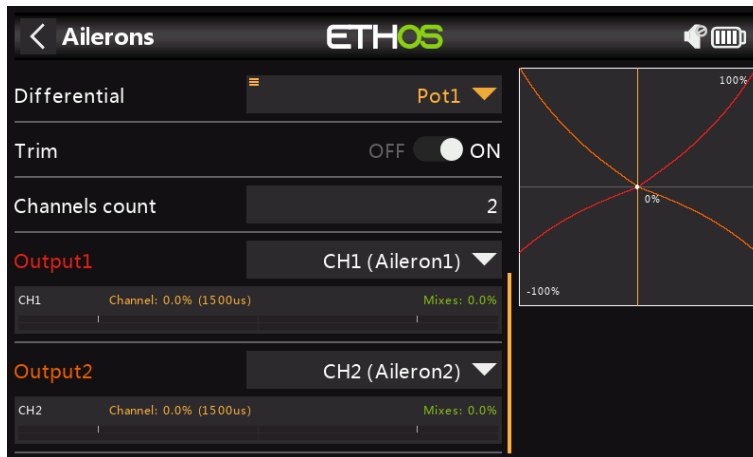 Ailerons
ETHOS
Differential
Pot1
Trim
OFF ON
Channels count
2
Output1
CH1 (Aileron1)
CH1 Channel: 0.0% (1500us) Mixes: 0.0%
Output2
CH2 (Aileron2)
CH2 Channel: 0.0% (1500us) Mixes: 0.0%
100%
0%
-100%